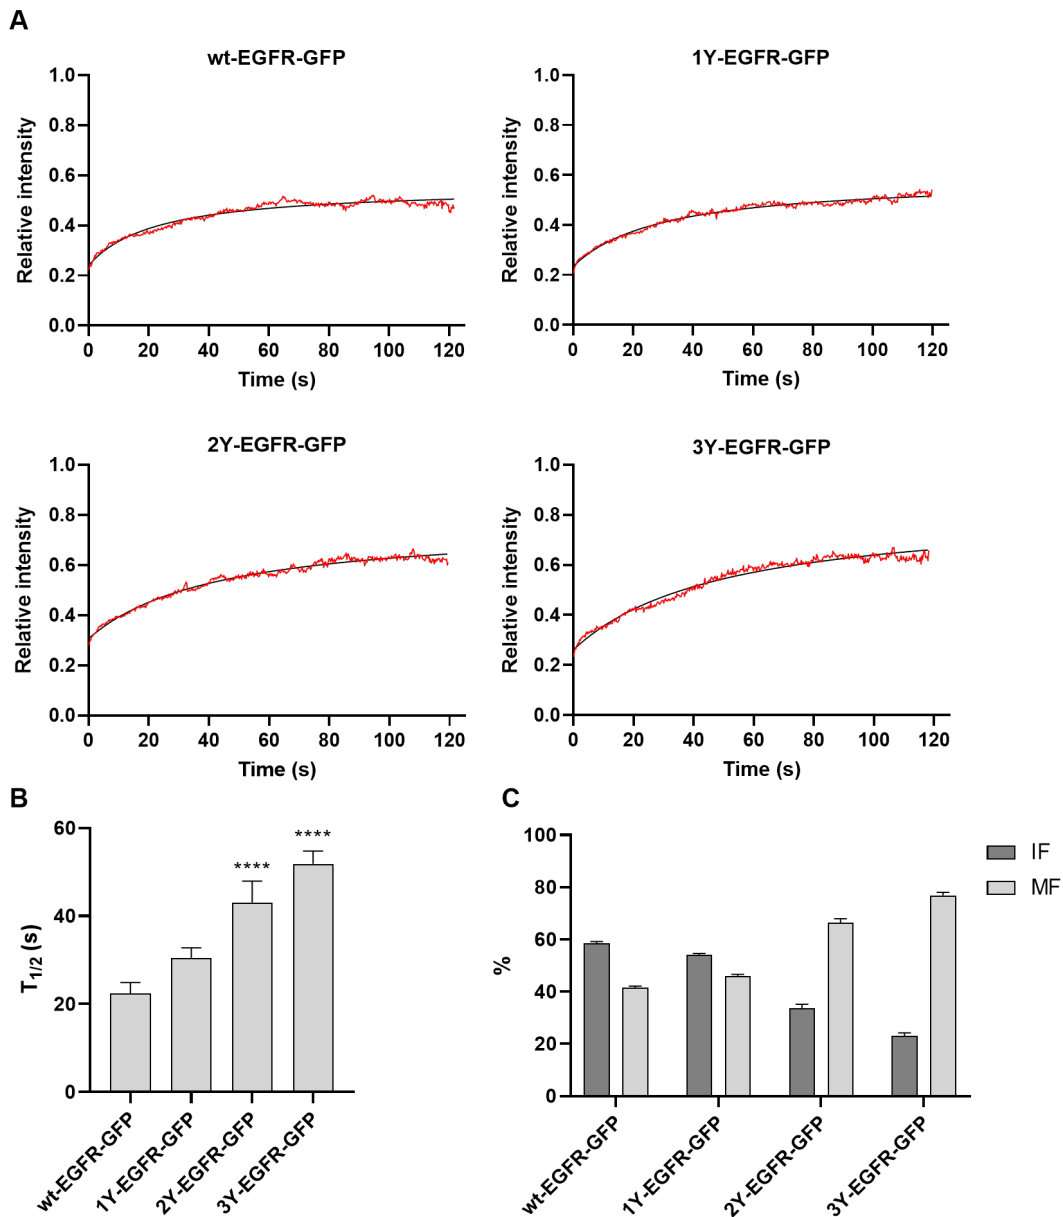 A
wt-EGFR-GFP
1.0
0.8
0.6
0.4
0.2
0.0
Relative intensity
0 20 40 60 80 100 120
Time (s)
1Y-EGFR-GFP
1.0
0.8
0.6
0.4
0.2
0.0
Relative intensity
0 20 40 60 80 100 120
Time (s)
2Y-EGFR-GFP
1.0
0.8
0.6
0.4
0.2
0.0
Relative intensity
0 20 40 60 80 100 120
Time (s)
3Y-EGFR-GFP
1.0
0.8
0.6
0.4
0.2
0.0
Relative intensity
0 20 40 60 80 100 120
Time (s)
B
60
40
20
0
T1/2 (s)
****
****
wt-EGFR-GFP
1Y-EGFR-GFP
2Y-EGFR-GFP
3Y-EGFR-GFP
C
100
80
60
40
20
0
%
wt-EGFR-GFP
1Y-EGFR-GFP
2Y-EGFR-GFP
3Y-EGFR-GFP
IF
MF